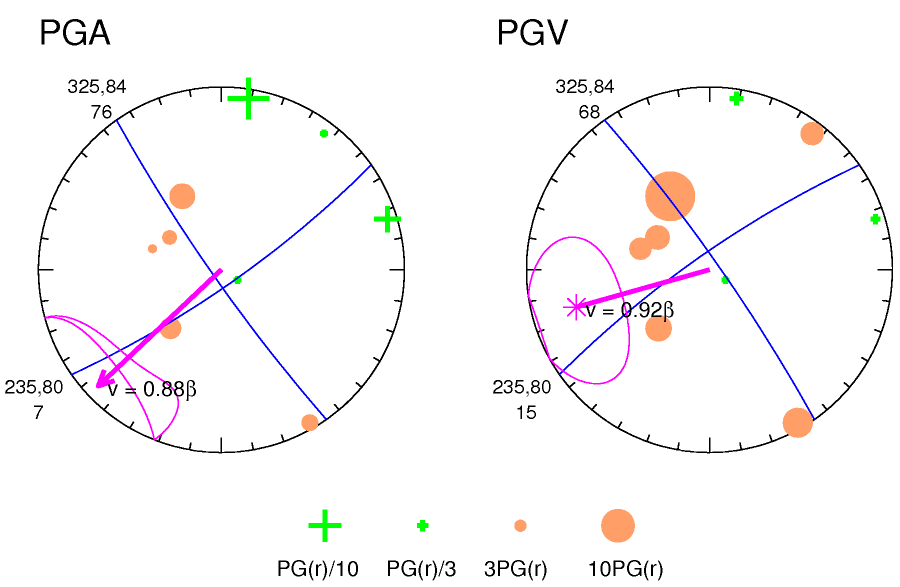 PGA
PGV
325,84
76
325,84
68
v = 0.88β
v = 0.92β
235,80
7
235,80
15
PG(r)/10 PG(r)/3 3PG(r) 10PG(r)